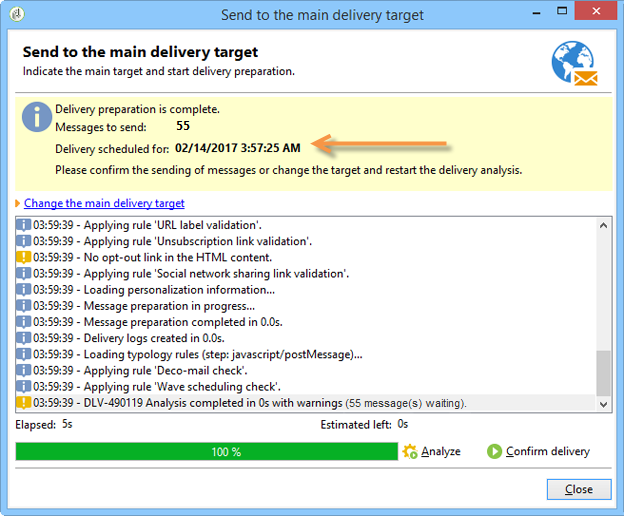 Send to the main delivery target
Send to the main delivery target
Indicate the main target and start delivery preparation.
Delivery preparation is complete.
Messages to send: 55
Delivery scheduled for: 02/14/2017 3:57:25 AM
Please confirm the sending of messages or change the target and restart the delivery analysis.
Change the main delivery target
03:59:39 - Applying rule 'URL label validation'.
03:59:39 - Applying rule 'Unsubscription link validation'.
03:59:39 - No opt-out link in the HTML content.
03:59:39 - Applying rule 'Social network sharing link validation'.
03:59:39 - Loading personalization information...
03:59:39 - Message preparation in progress...
03:59:39 - Message preparation completed in 0.0s.
03:59:39 - Delivery logs created in 0.0s.
03:59:39 - Loading typology rules (step: javascript/postMessage)...
03:59:39 - Applying rule 'Deco-mail check'.
03:59:39 - Applying rule 'Wave scheduling check'.
03:59:39 - DLV-490119 Analysis completed in 0s with warnings (55 message(s) waiting).
Elapsed: 5s Estimated left: 0s
100 % Analyze Confirm delivery
Close